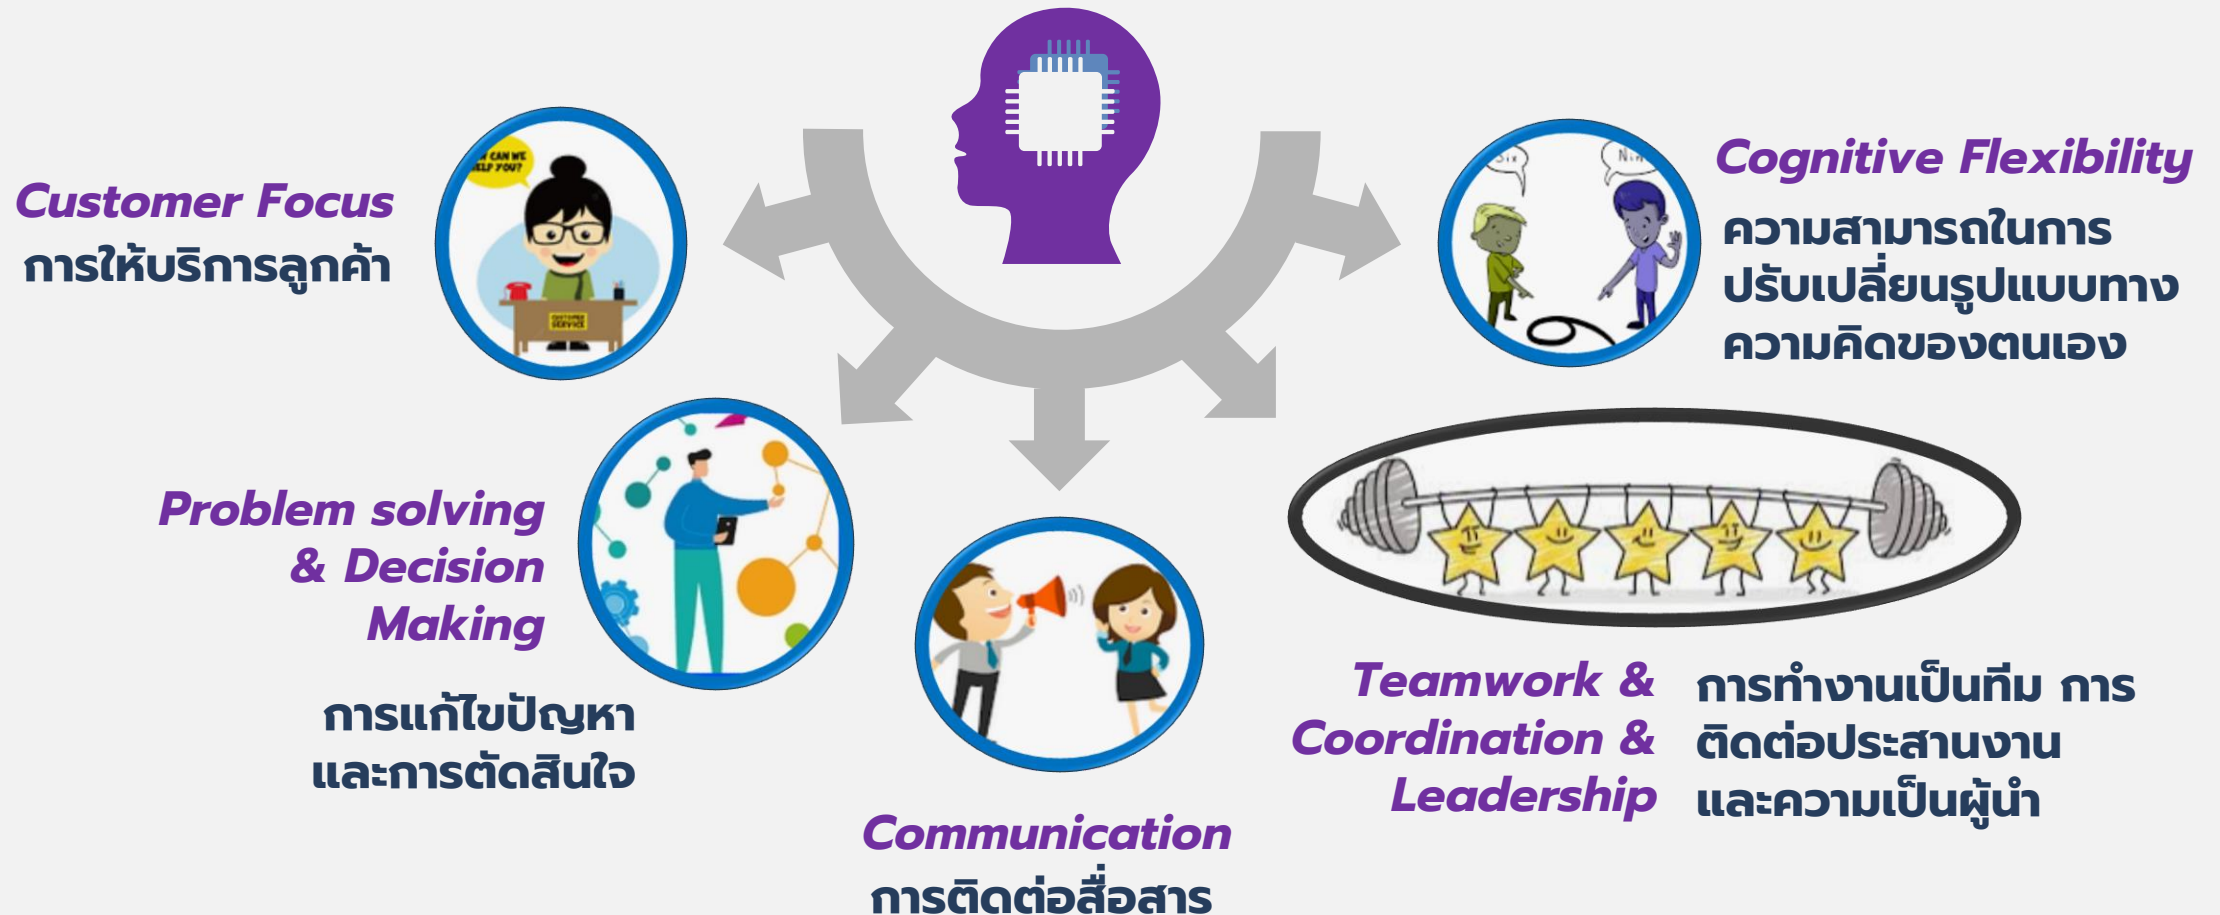 Customer Focus
การให้บริการลูกค้า
CAN WE
YOU?
CUSTOMER
SERVICE
Problem solving
& Decision
Making
การแก้ไขปัญหา
และการตัดสินใจ
Communication
การติดต่อสื่อสาร
Six
Cognitive Flexibility
ความสามารถในการ
ปรับเปลี่ยนรูปแบบทาง
ความคิดของตนเอง
Teamwork &
Coordination &
Leadership
การทำงานเป็นทีม การ
ติดต่อประสานงาน
และความเป็นผู้นำ